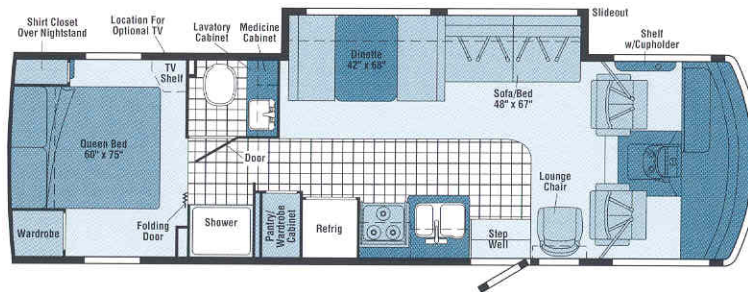 Shirt Closet
Over Nightstand
Location For
Optional TV
Lavatory
Cabinet
Medicine
Cabinet
Slideout
Shelf
w/Cupholder
TV
Shelf
Dinette
42" x 68"
Sofa/Bed
48" x 67"
Queen Bed
60" x 75"
Door
Lounge
Chair
Wardrobe
Folding
Door
Shower
Pantry/
Wardrobe
Cabinet
Refrig
Step
Well